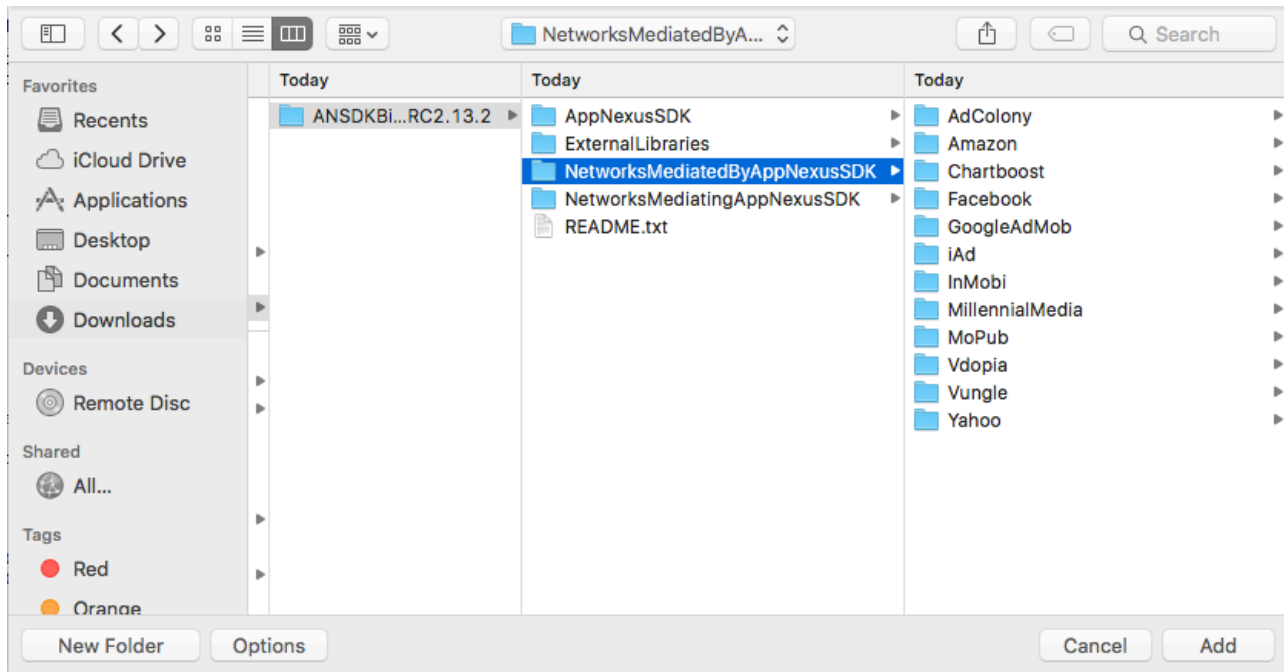 NetworksMediatedByA...
Search
Favorites
Recents
iCloud Drive
Applications
Desktop
Documents
Downloads
Devices
Remote Disc
Shared
All...
Tags
Red
Orange
Today
ANSDKBi...RC2.13.2
Today
AppNexusSDK
ExternalLibraries
NetworksMediatedByAppNexusSDK
NetworksMediatingAppNexusSDK
README.txt
Today
AdColony
Amazon
Chartboost
Facebook
GoogleAdMob
iAd
InMobi
MillennialMedia
MoPub
Vdopia
Vungle
Yahoo
New Folder
Options
Cancel
Add